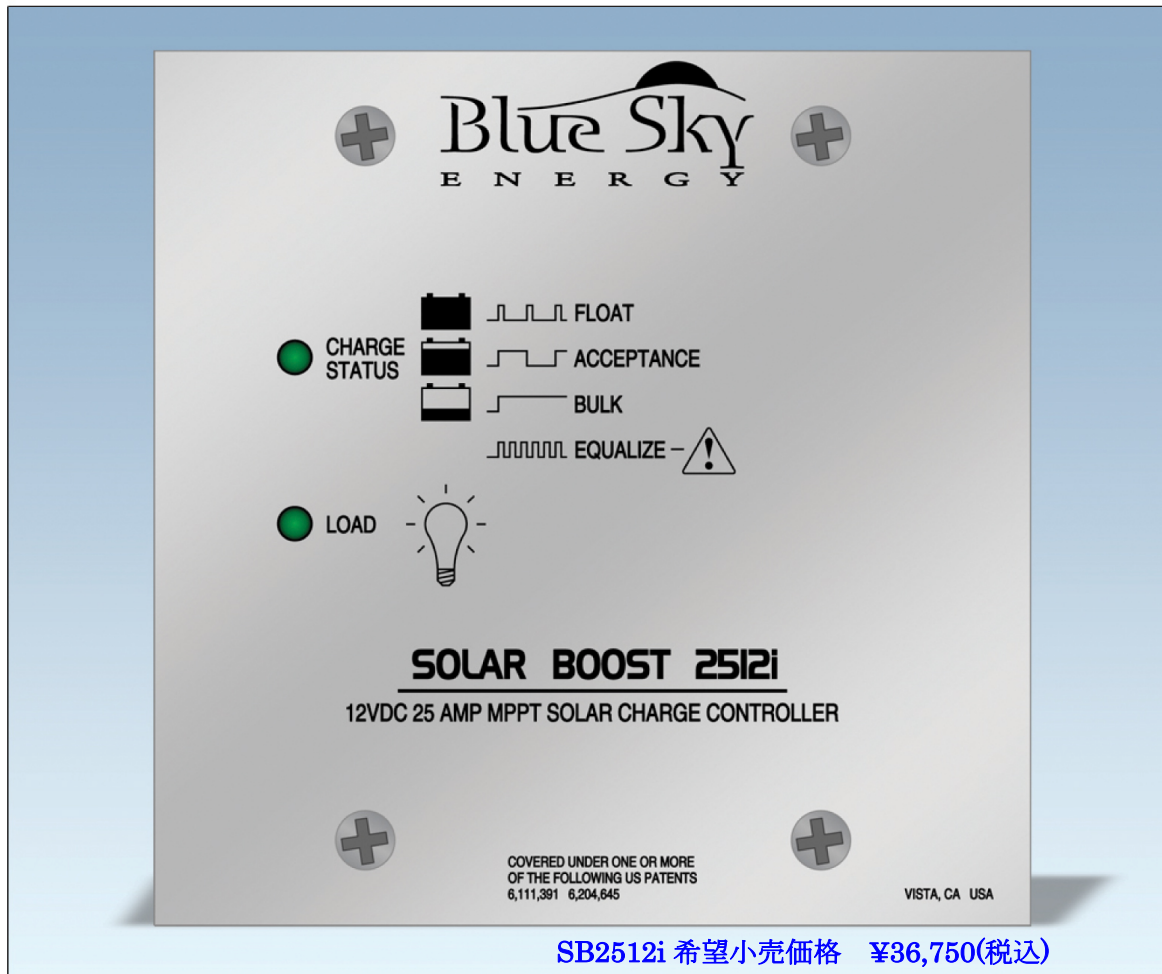 Blue Sky
ENERGY
FLOAT
CHARGE
STATUS
ACCEPTANCE
BULK
EQUALIZE
LOAD
SOLAR BOOST 2512i
12VDC 25 AMP MPPT SOLAR CHARGE CONTROLLER
COVERED UNDER ONE OR MORE
OF THE FOLLOWING US PATENTS
6,111,391 6,204,645
VISTA, CA USA
SB2512i 希望小売価格 ¥36,750(税込)